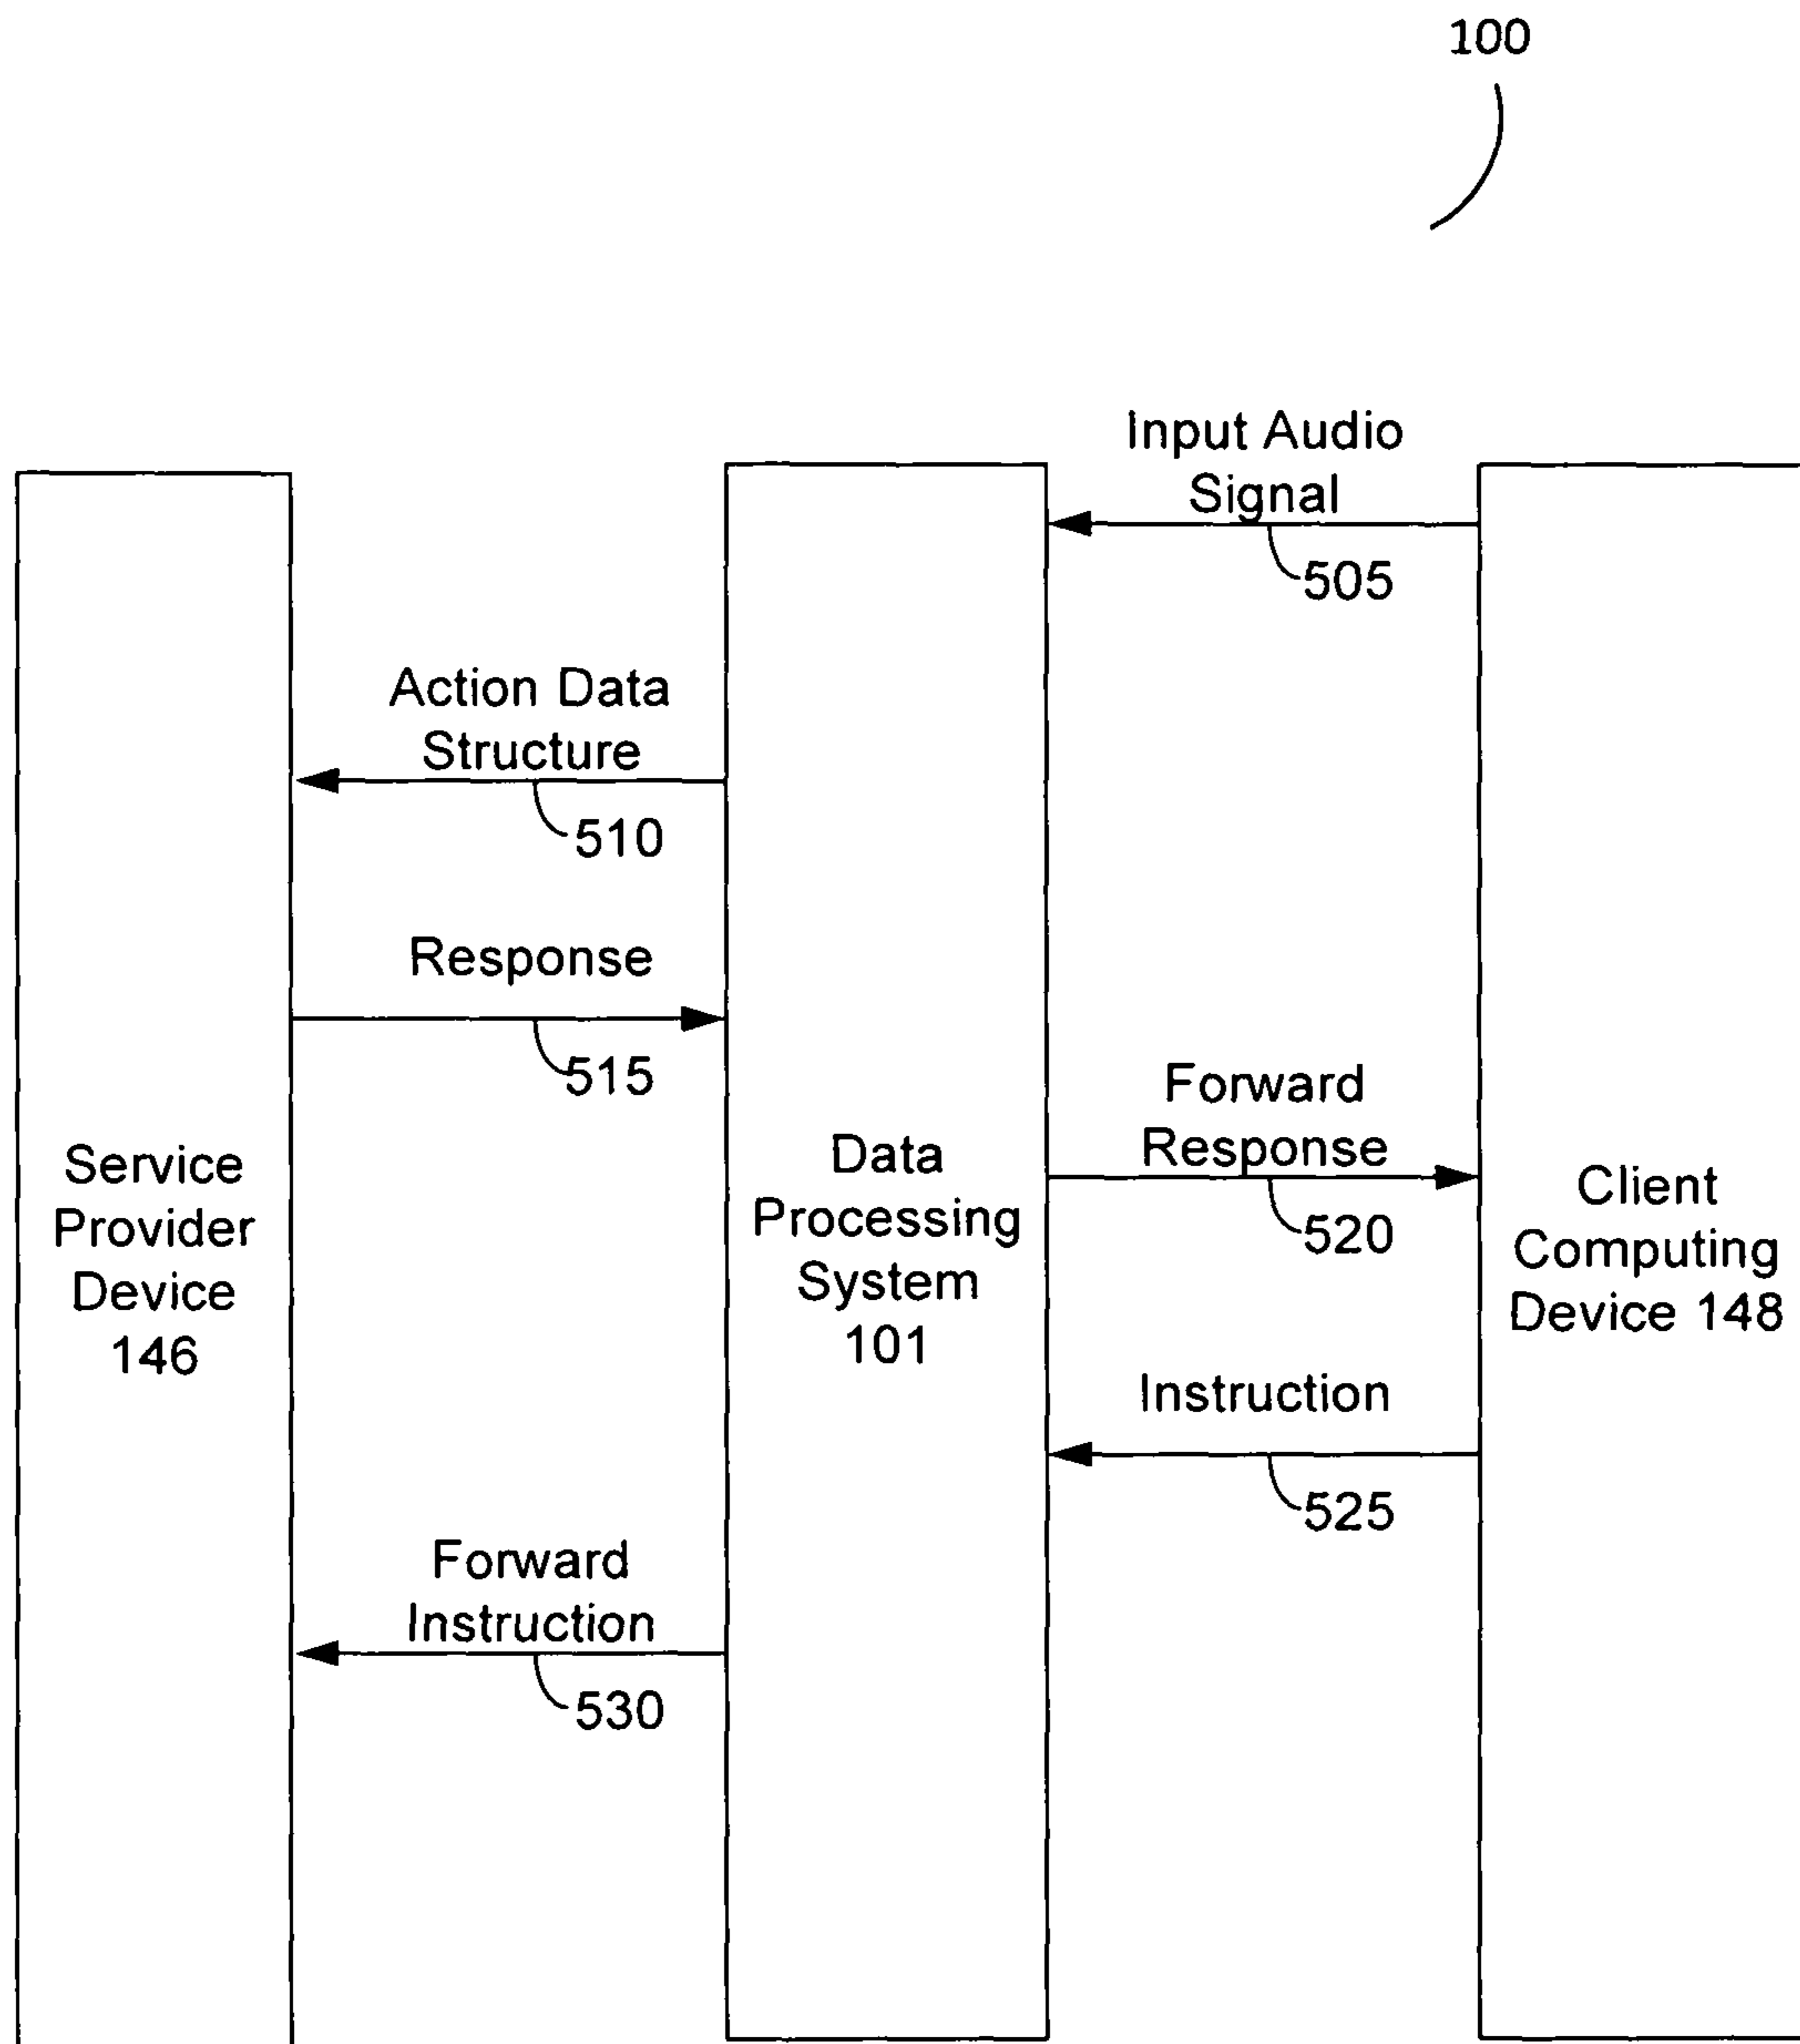 100
Input Audio
Signal
505
Action Data
Structure
510
Response
515
Forward
Response
520
Service
Provider
Device
146
Data
Processing
System
101
Client
Computing
Device 148
Instruction
525
Forward
Instruction
530